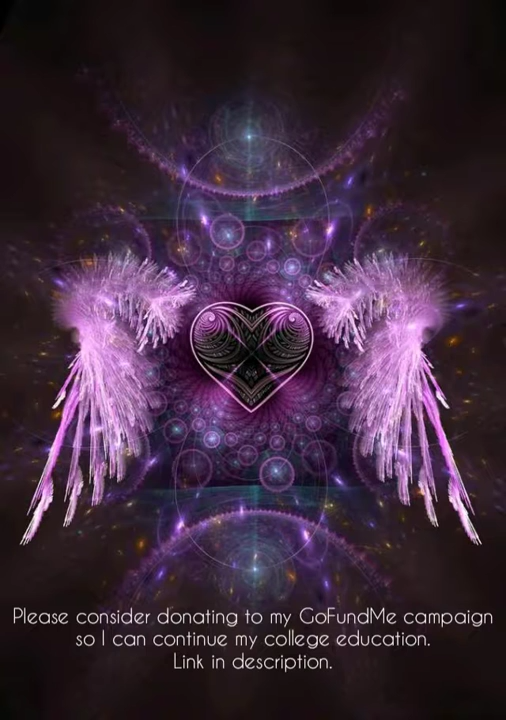 Please consider donating to my GoFundMe campaign
so I can continue my college education.
Link in description.